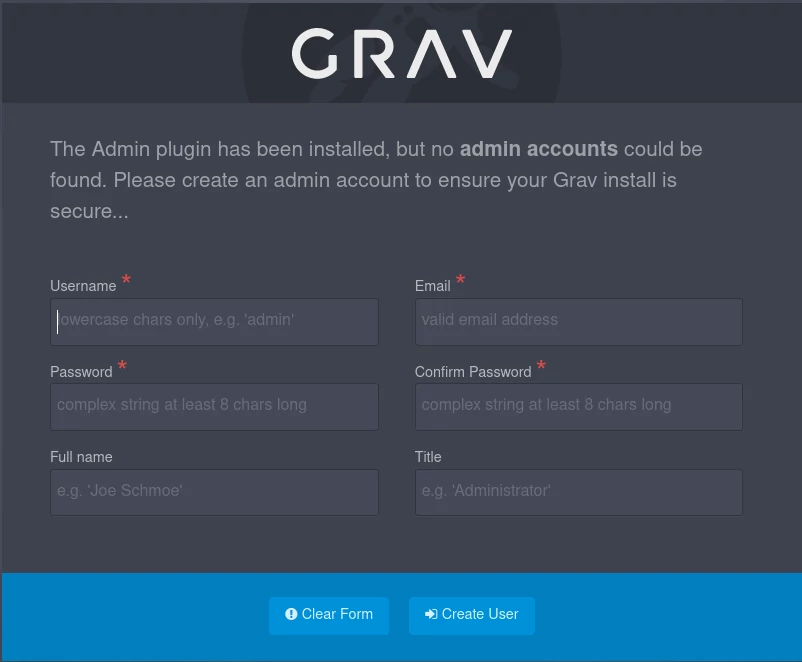 GRAV
The Admin plugin has been installed, but no admin accounts could be
found. Please create an admin account to ensure your Grav install is
secure...
Username *
Email *
lowercase chars only, e.g. 'admin'
valid email address
Password *
Confirm Password *
complex string at least 8 chars long
complex string at least 8 chars long
Full name
Title
e.g. 'Joe Schmoe'
e.g. 'Administrator'
Clear Form
Create User